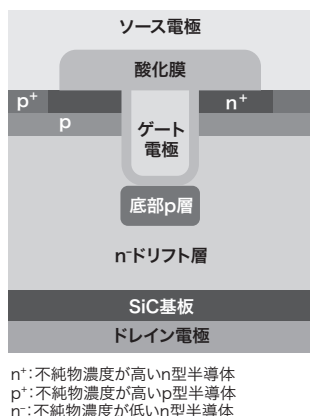 ソース電極
酸化膜
p⁺
n⁺
p
ゲート
電極
底部p層
n⁻ドリフト層
SiC基板
ドレイン電極
n⁺:不純物濃度が高いn型半導体
p⁺:不純物濃度が高いp型半導体
n⁻:不純物濃度が低いn型半導体